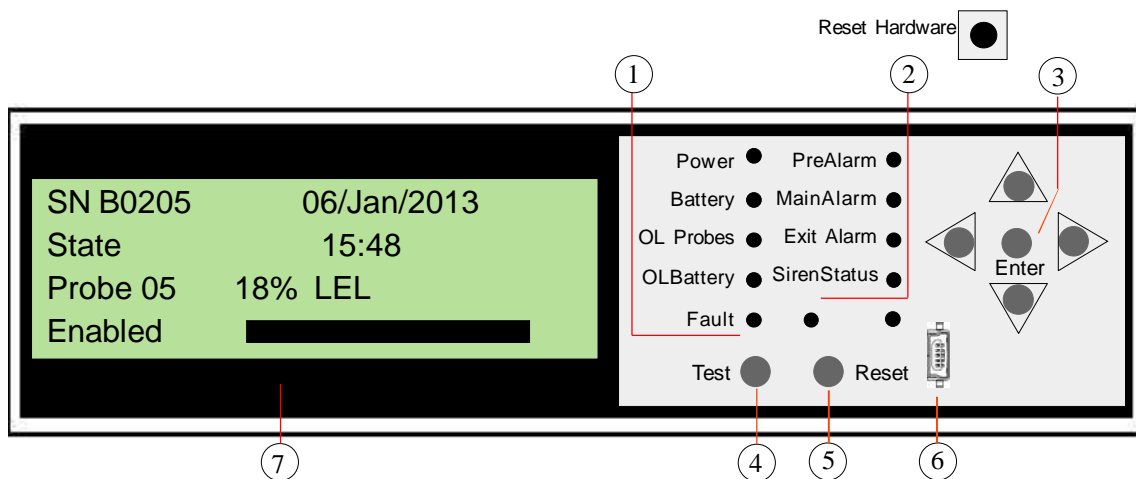 Reset Hardware
1
2
3
SN B0205 06/Jan/2013
State 15:48
Probe 05 18% LEL
Enabled
Power PreAlarm
Battery MainAlarm
OL Probes Exit Alarm
OLBattery SirenStatus
Fault
Enter
Test Reset
7
4
5
6